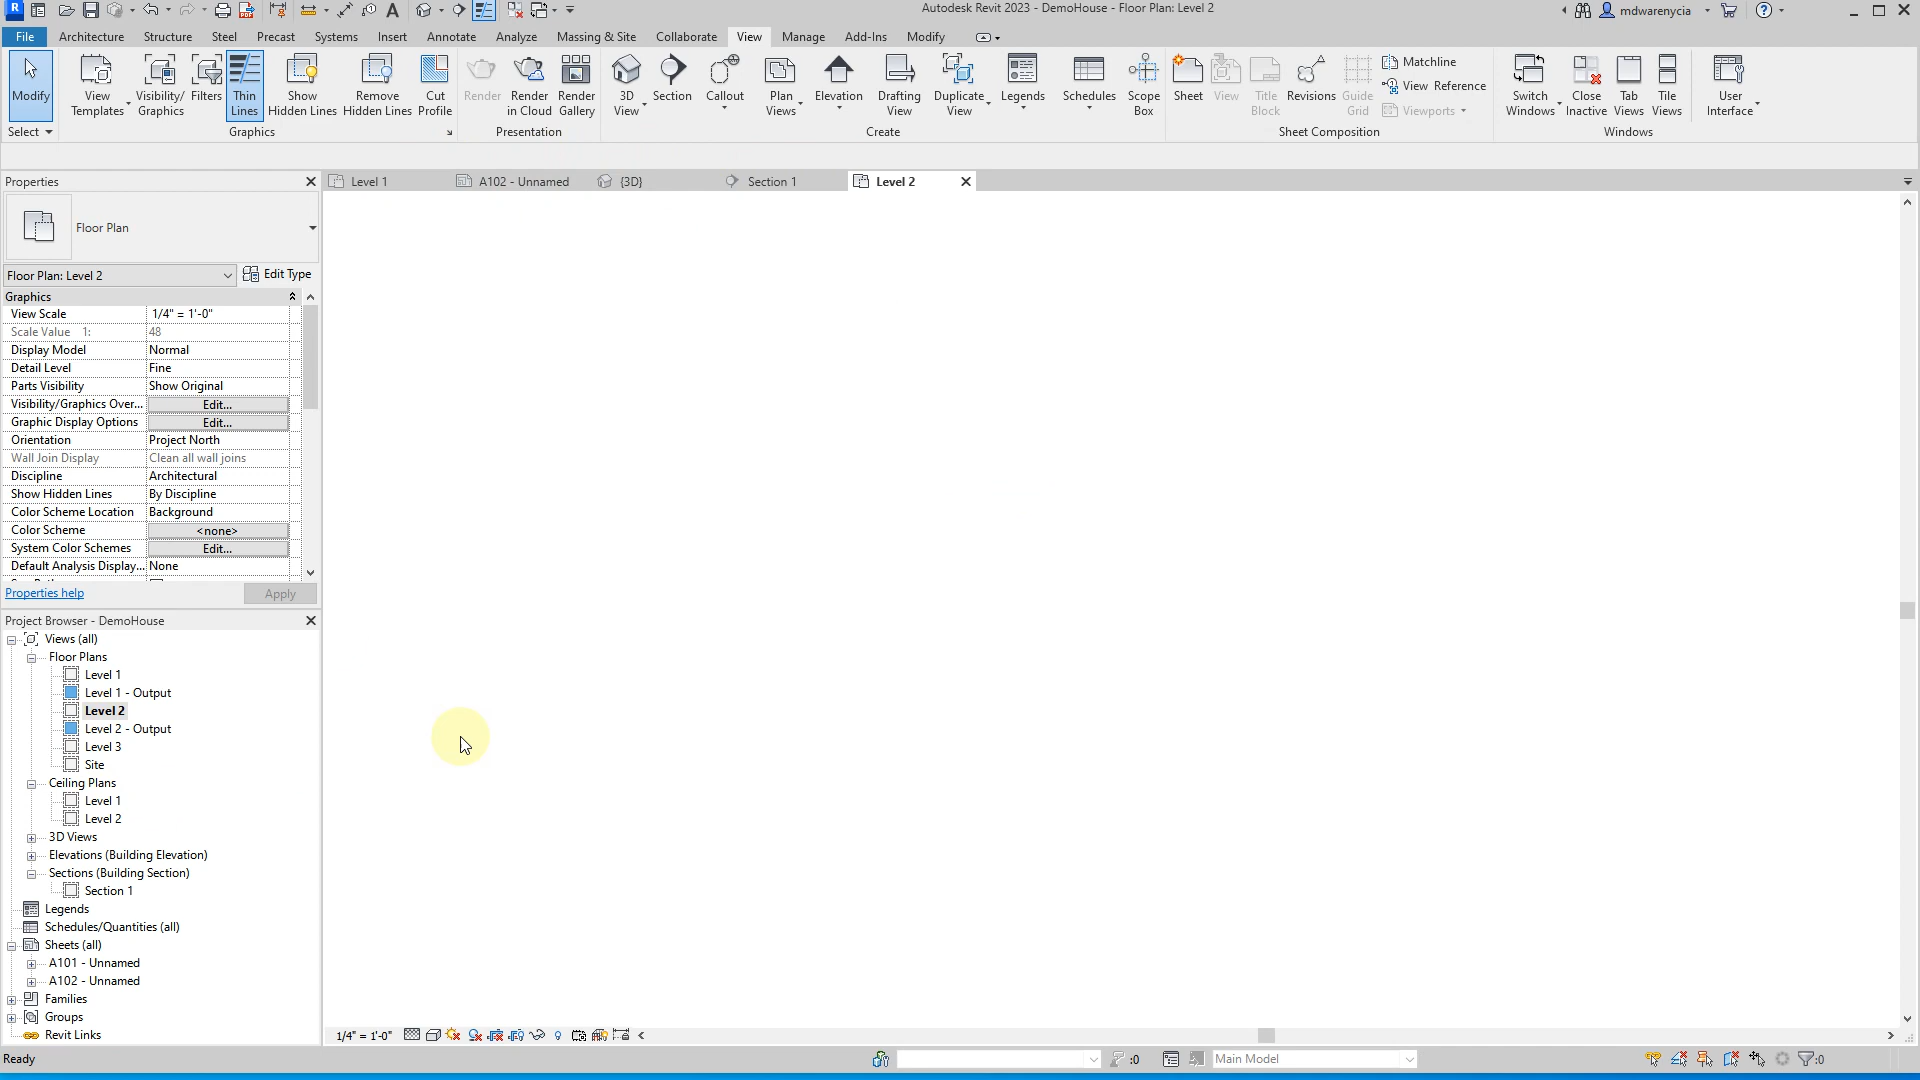 Autodesk Revit 2023 - DemoHouse - Floor Plan: Level 2
mdwarenycia
File Architecture Structure Steel Precast Systems Insert Annotate Analyze Massing & Site Collaborate View Manage Add-Ins Modify
Modify
View Templates
Visibility/ Graphics
Filters
Thin Lines
Show Hidden Lines
Remove Hidden Lines
Cut Profile
Render
Render in Cloud
Render Gallery
3D View
Section
Callout
Plan Views
Elevation
Drafting View
Duplicate View
Legends
Schedules
Scope Box
Sheet
View
Title Block
Revisions
Guide Grid
Matchline
View Reference
Viewports
Switch Windows
Close Inactive
Tab Views
Tile Views
User Interface
Select Graphics Presentation Create Sheet Composition Windows
Properties
Level 1 A102 - Unnamed {3D} Section 1 Level 2
Floor Plan
Floor Plan: Level 2 Edit Type
Graphics
View Scale 1/4" = 1'-0"
Scale Value 1: 48
Display Model Normal
Detail Level Fine
Parts Visibility Show Original
Visibility/Graphics Over... Edit...
Graphic Display Options Edit...
Orientation Project North
Wall Join Display Clean all wall joins
Discipline Architectural
Show Hidden Lines By Discipline
Color Scheme Location Background
Color Scheme <none>
System Color Schemes Edit...
Default Analysis Display... None
Properties help Apply
Project Browser - DemoHouse
Views (all)
Floor Plans
Level 1
Level 1 - Output
Level 2
Level 2 - Output
Level 3
Site
Ceiling Plans
Level 1
Level 2
3D Views
Elevations (Building Elevation)
Sections (Building Section)
Section 1
Legends
Schedules/Quantities (all)
Sheets (all)
A101 - Unnamed
A102 - Unnamed
Families
Groups
Revit Links
1/4" = 1'-0"
Ready :0 Main Model :0